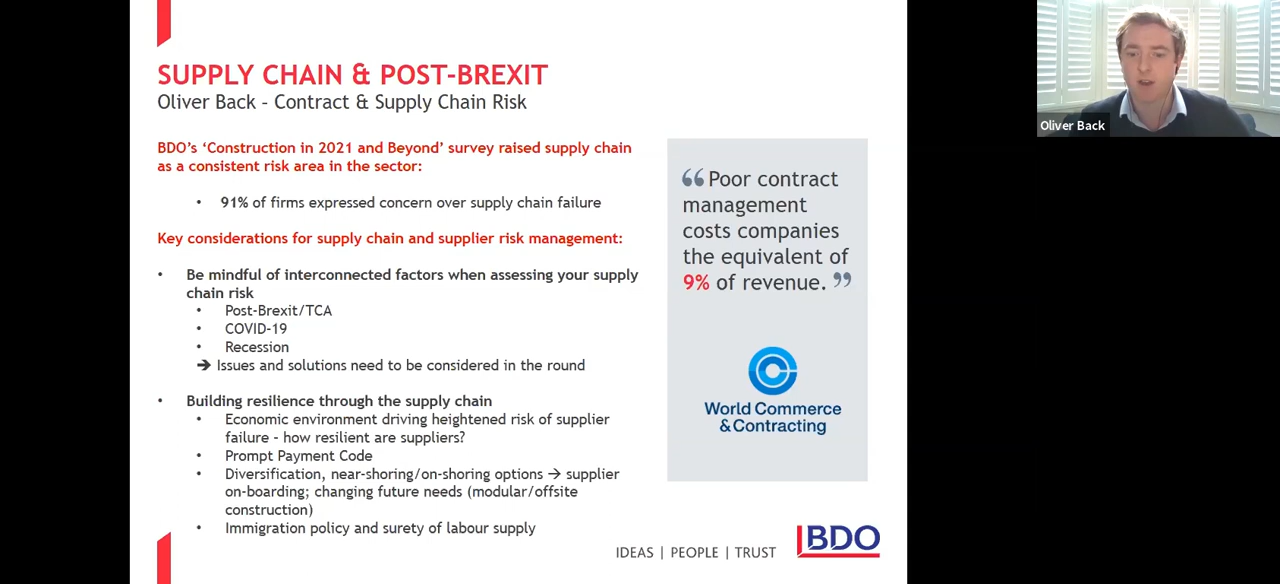 SUPPLY CHAIN & POST-BREXIT
Oliver Back – Contract & Supply Chain Risk
BDO's 'Construction in 2021 and Beyond' survey raised supply chain
as a consistent risk area in the sector:
• 91% of firms expressed concern over supply chain failure
Key considerations for supply chain and supplier risk management:
• Be mindful of interconnected factors when assessing your supply
chain risk
• Post-Brexit/TCA
• COVID-19
• Recession
➔ Issues and solutions need to be considered in the round
• Building resilience through the supply chain
• Economic environment driving heightened risk of supplier
failure – how resilient are suppliers?
• Prompt Payment Code
• Diversification, near-shoring/on-shoring options → supplier
on-boarding; changing future needs (modular/offsite
construction)
• Immigration policy and surety of labour supply
“Poor contract
management
costs companies
the equivalent of
9% of revenue.”
World Commerce
& Contracting
IDEAS | PEOPLE | TRUST
BDO
Oliver Back